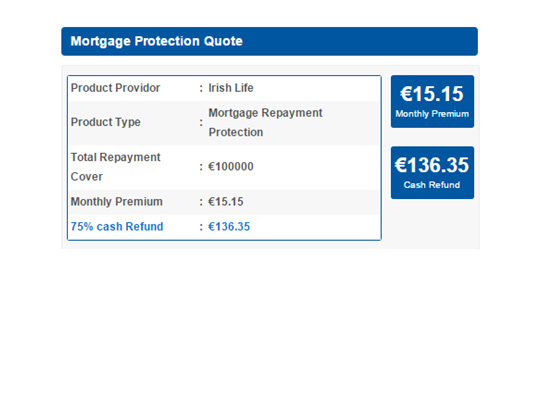 Mortgage Protection Quote
Product Providor : Irish Life
Product Type : Mortgage Repayment
Protection
Total Repayment
Cover : €100000
Monthly Premium : €15.15
75% cash Refund : €136.35
€15.15
Monthly Premium
€136.35
Cash Refund